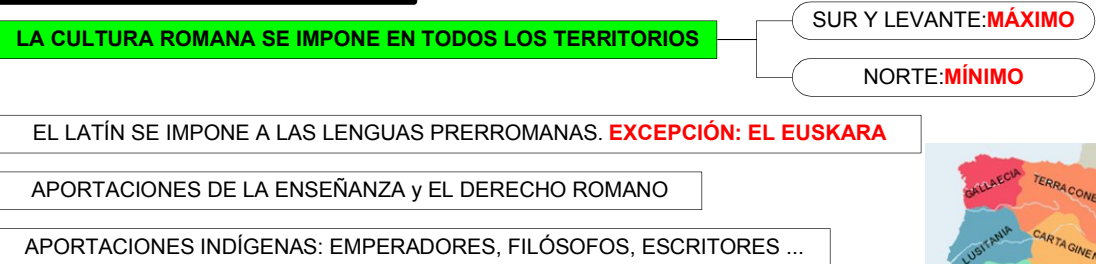 SUR Y LEVANTE:MÁXIMO
LA CULTURA ROMANA SE IMPONE EN TODOS LOS TERRITORIOS
NORTE:MÍNIMO
EL LATÍN SE IMPONE A LAS LENGUAS PRERROMANAS. EXCEPCIÓN: EL EUSKARA
APORTACIONES DE LA ENSEÑANZA y EL DERECHO ROMANO
GALLAECIA
TERRACONE
APORTACIONES INDÍGENAS: EMPERADORES, FILÓSOFOS, ESCRITORES ...
LUSITANIA
CARTAGINEN